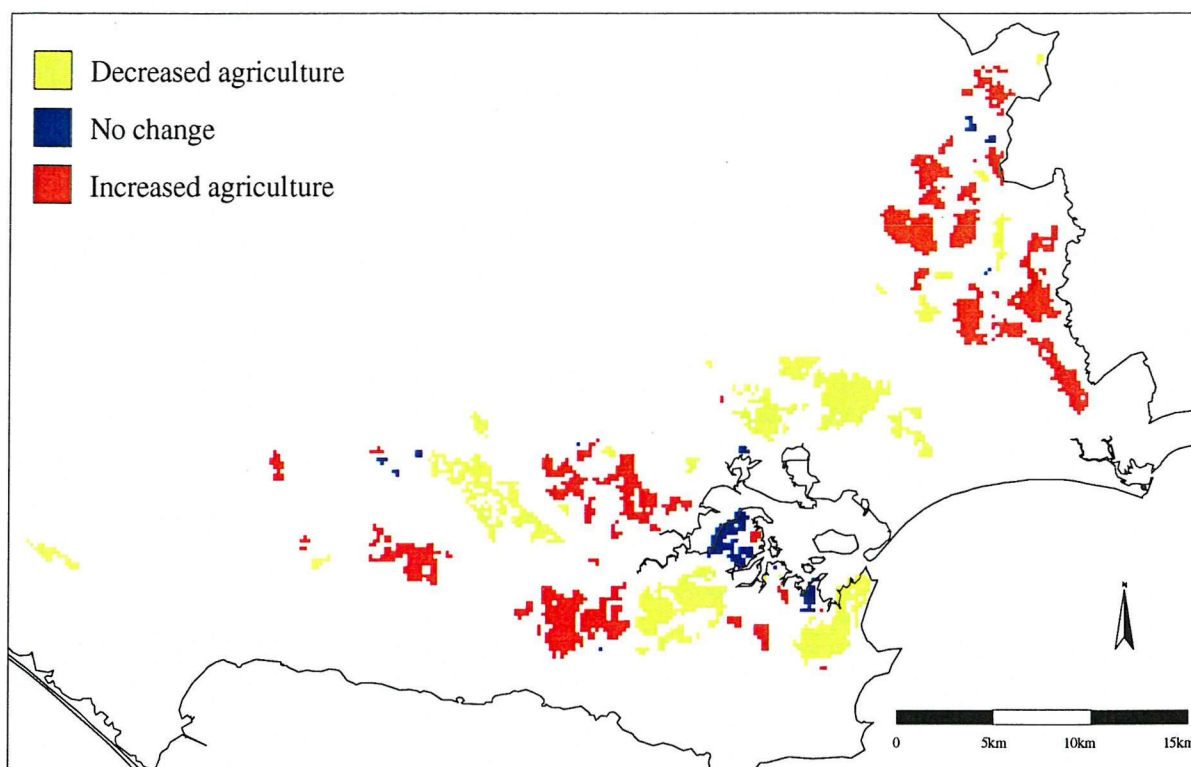 Decreased agriculture
No change
Increased agriculture
N
0 5km 10km 15km